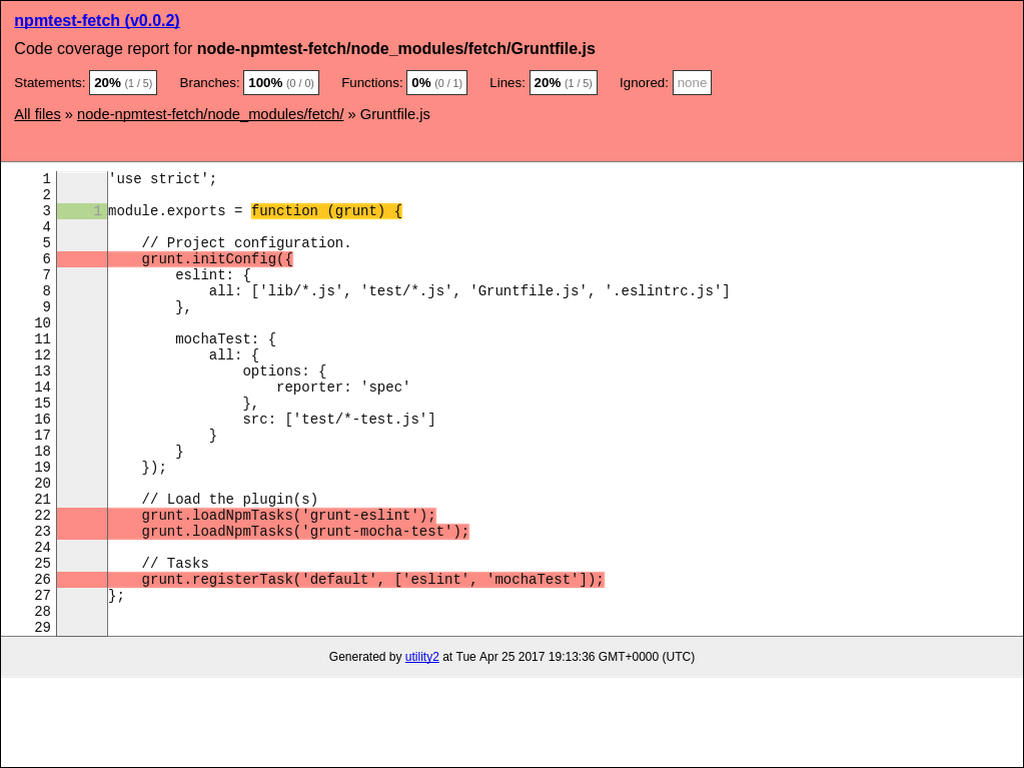 npmtest-fetch (v0.0.2)
Code coverage report for node-npmtest-fetch/node_modules/fetch/Gruntfile.js
Statements: 20% (1 / 5) Branches: 100% (0 / 0) Functions: 0% (0 / 1) Lines: 20% (1 / 5) Ignored: none
All files » node-npmtest-fetch/node_modules/fetch/ » Gruntfile.js
1 'use strict';
2
3 1 module.exports = function (grunt) {
4
5     // Project configuration.
6     grunt.initConfig({
7         eslint: {
8             all: ['lib/*.js', 'test/*.js', 'Gruntfile.js', '.eslintrc.js']
9         },
10
11         mochaTest: {
12             all: {
13                 options: {
14                     reporter: 'spec'
15                 },
16                 src: ['test/*-test.js']
17             }
18         }
19     });
20
21     // Load the plugin(s)
22     grunt.loadNpmTasks('grunt-eslint');
23     grunt.loadNpmTasks('grunt-mocha-test');
24
25     // Tasks
26     grunt.registerTask('default', ['eslint', 'mochaTest']);
27 };
28
29
Generated by utility2 at Tue Apr 25 2017 19:13:36 GMT+0000 (UTC)